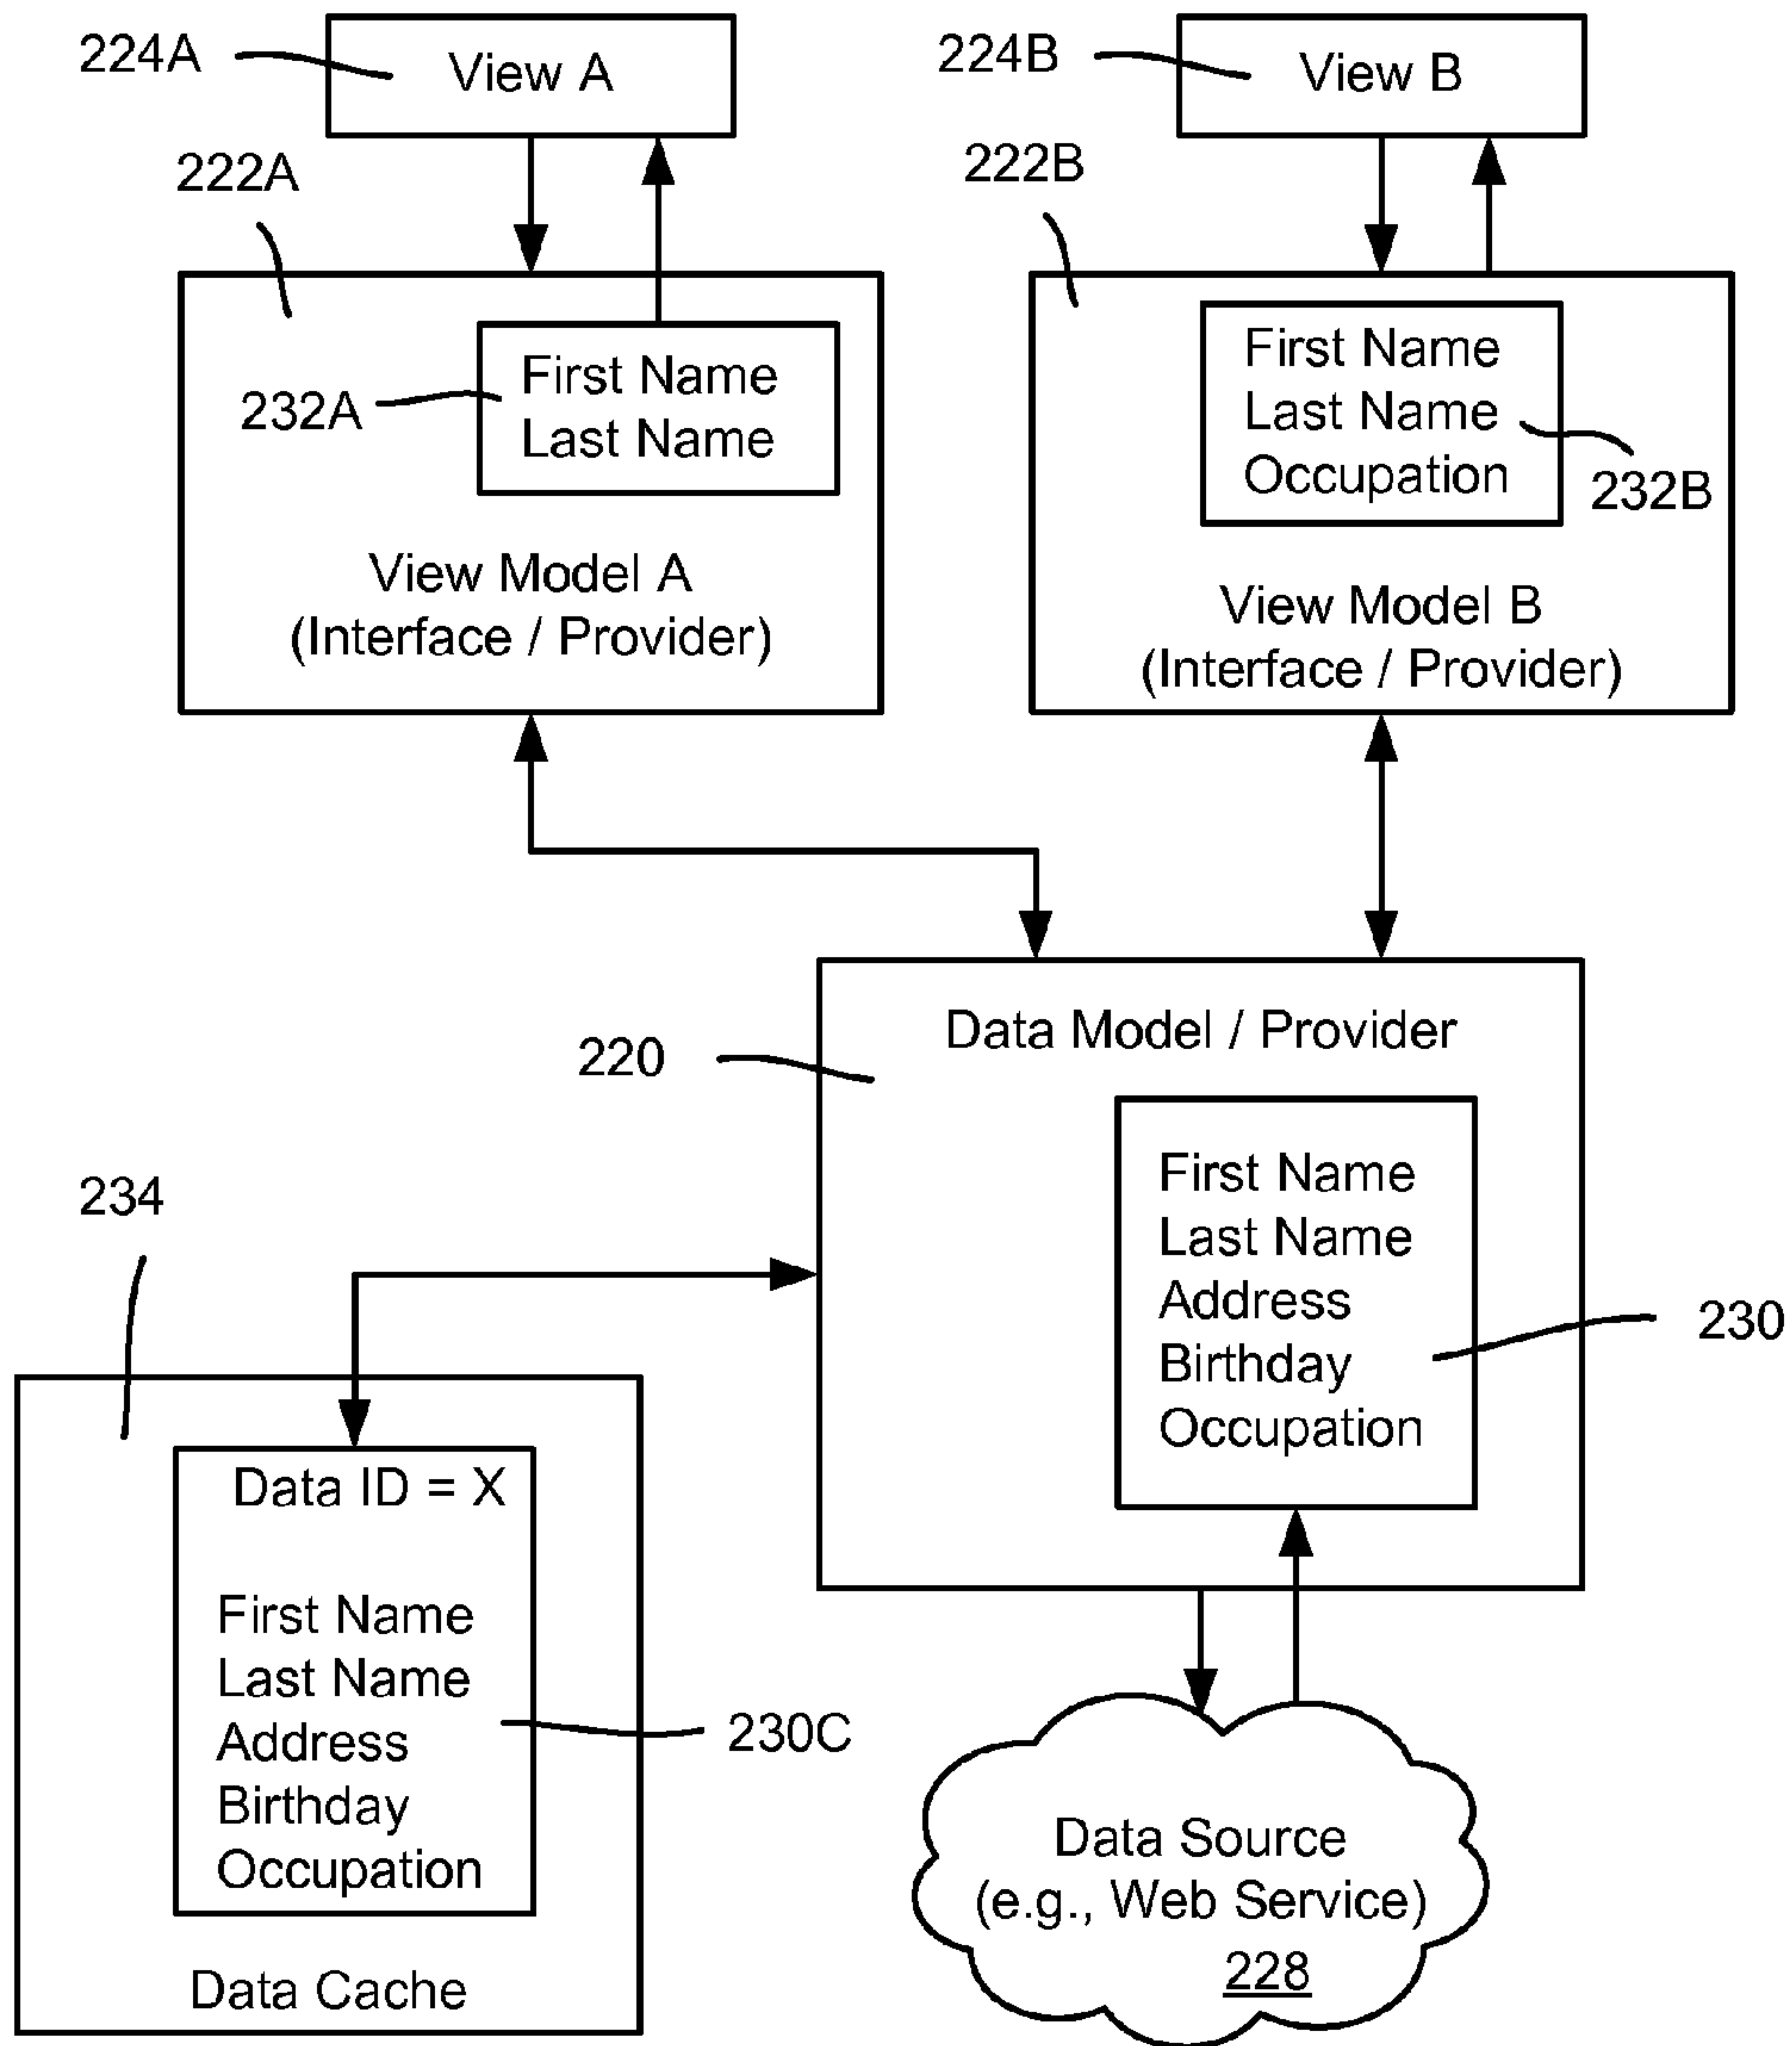 224A
View A
224B
View B
222A
222B
First Name
Last Name
232A
First Name
Last Name
Occupation
232B
View Model A
(Interface / Provider)
View Model B
(Interface / Provider)
220
Data Model / Provider
First Name
Last Name
Address
Birthday
Occupation
230
234
Data ID = X
First Name
Last Name
Address
Birthday
Occupation
230C
Data Cache
Data Source
(e.g., Web Service)
228